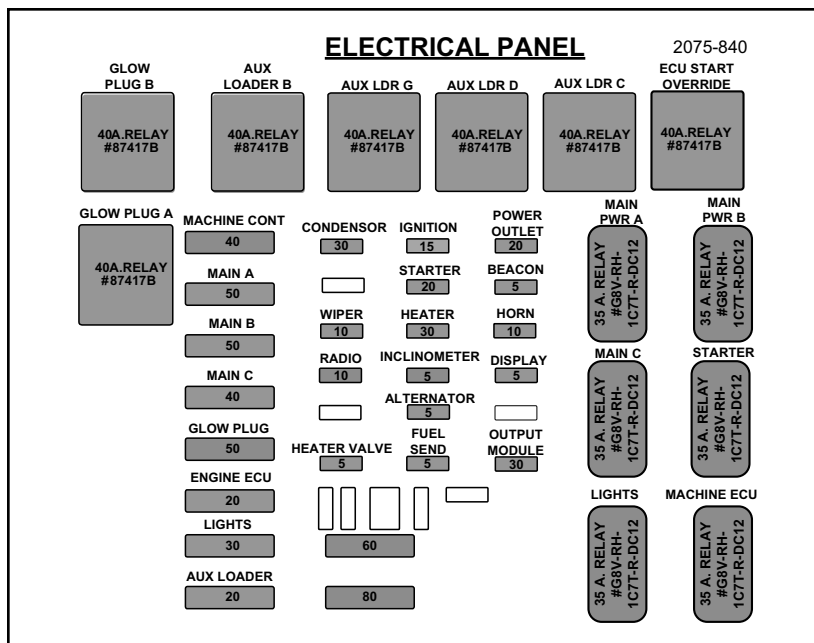 ELECTRICAL PANEL
2075-840
GLOW
PLUG B
AUX
LOADER B
AUX LDR G
AUX LDR D
AUX LDR C
ECU START
OVERRIDE
40A.RELAY
#87417B
40A.RELAY
#87417B
40A.RELAY
#87417B
40A.RELAY
#87417B
40A.RELAY
#87417B
40A.RELAY
#87417B
GLOW PLUG A
40A.RELAY
#87417B
MACHINE CONT
40
MAIN A
50
MAIN B
50
MAIN C
40
GLOW PLUG
50
ENGINE ECU
20
LIGHTS
30
AUX LOADER
20
CONDENSOR
30
IGNITION
15
POWER
OUTLET
20
STARTER
20
BEACON
5
WIPER
10
HEATER
30
HORN
10
RADIO
10
INCLINOMETER
5
DISPLAY
5
ALTERNATOR
5
HEATER VALVE
5
FUEL
SEND
5
OUTPUT
MODULE
30
60
80
MAIN
PWR A
35 A. RELAY
#G8V-RH-
1C7T-R-DC12
MAIN
PWR B
35 A. RELAY
#G8V-RH-
1C7T-R-DC12
MAIN C
35 A. RELAY
#G8V-RH-
1C7T-R-DC12
STARTER
35 A. RELAY
#G8V-RH-
1C7T-R-DC12
LIGHTS
35 A. RELAY
#G8V-RH-
1C7T-R-DC12
MACHINE ECU
35 A. RELAY
#G8V-RH-
1C7T-R-DC12